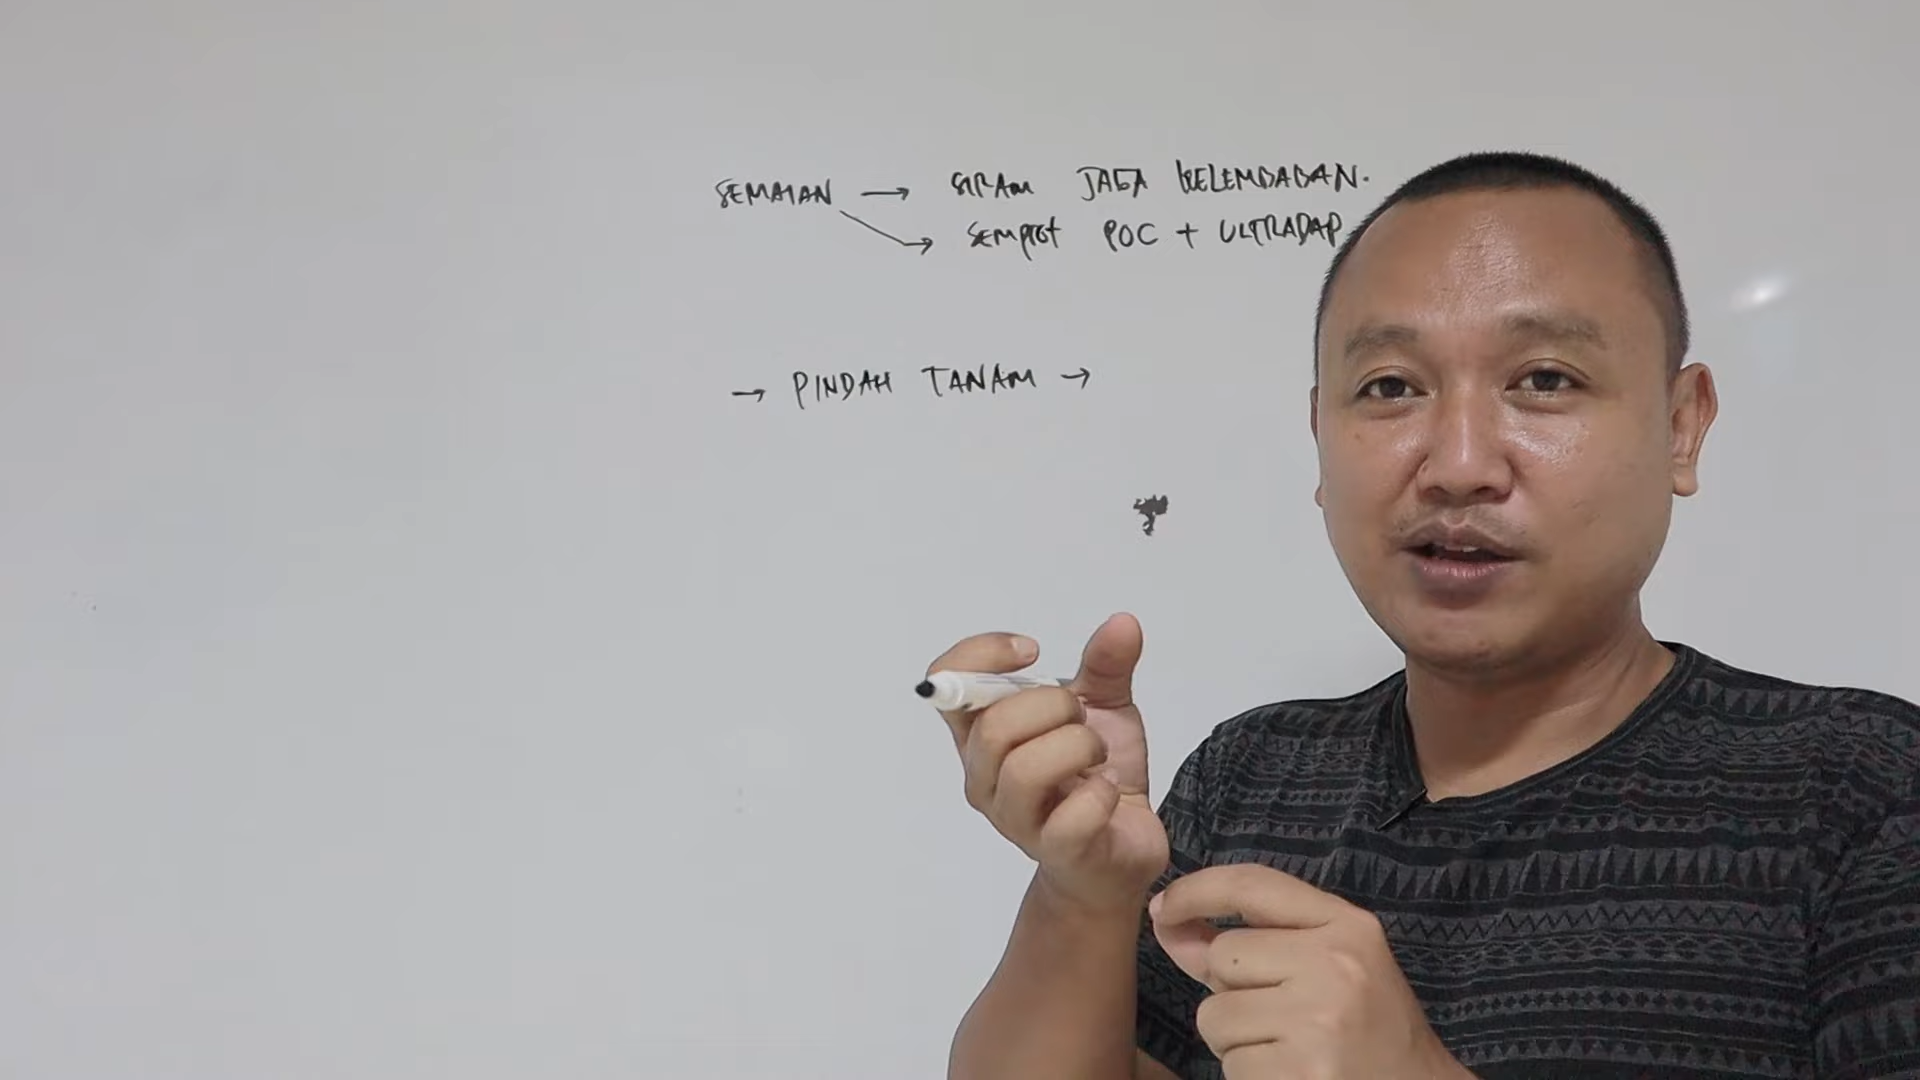 SEMAIAN → SIRAM JAGA KELEMBABAN.
→ SEMPROT POC + ULTRADAP
→ PINDAH TANAM →